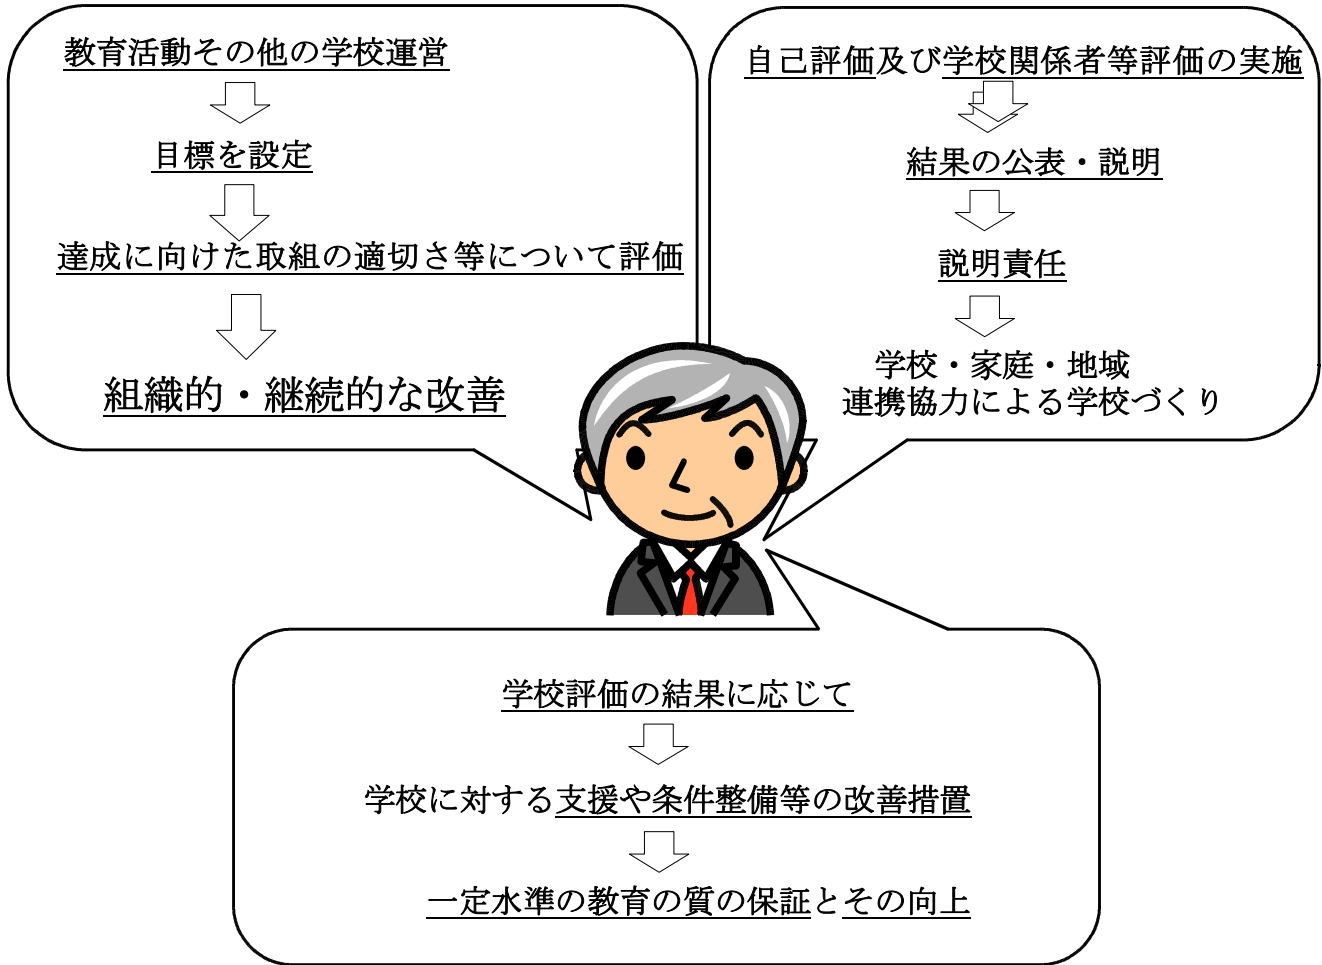 教育活動その他の学校運営
目標を設定
達成に向けた取組の適切さ等について評価
組織的・継続的な改善
自己評価及び学校関係者等評価の実施
結果の公表・説明
説明責任
学校・家庭・地域
連携協力による学校づくり
学校評価の結果に応じて
学校に対する支援や条件整備等の改善措置
一定水準の教育の質の保証とその向上